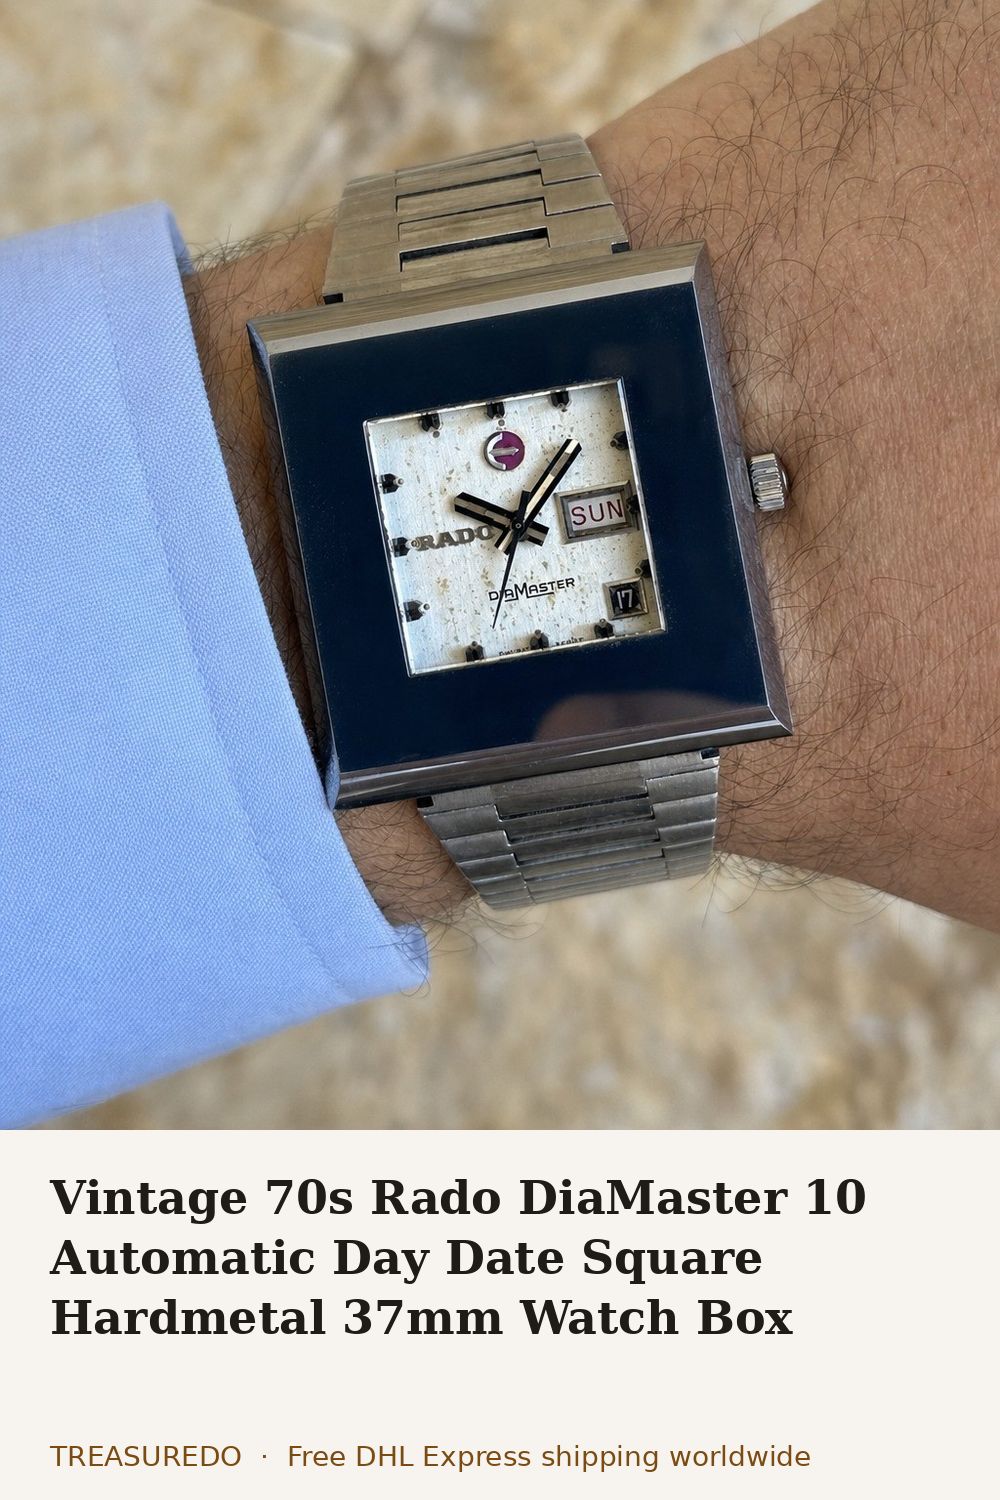 SUN
RADO
DIAMASTER
17
Vintage 70s Rado DiaMaster 10
Automatic Day Date Square
Hardmetal 37mm Watch Box
TREASUREDO · Free DHL Express shipping worldwide